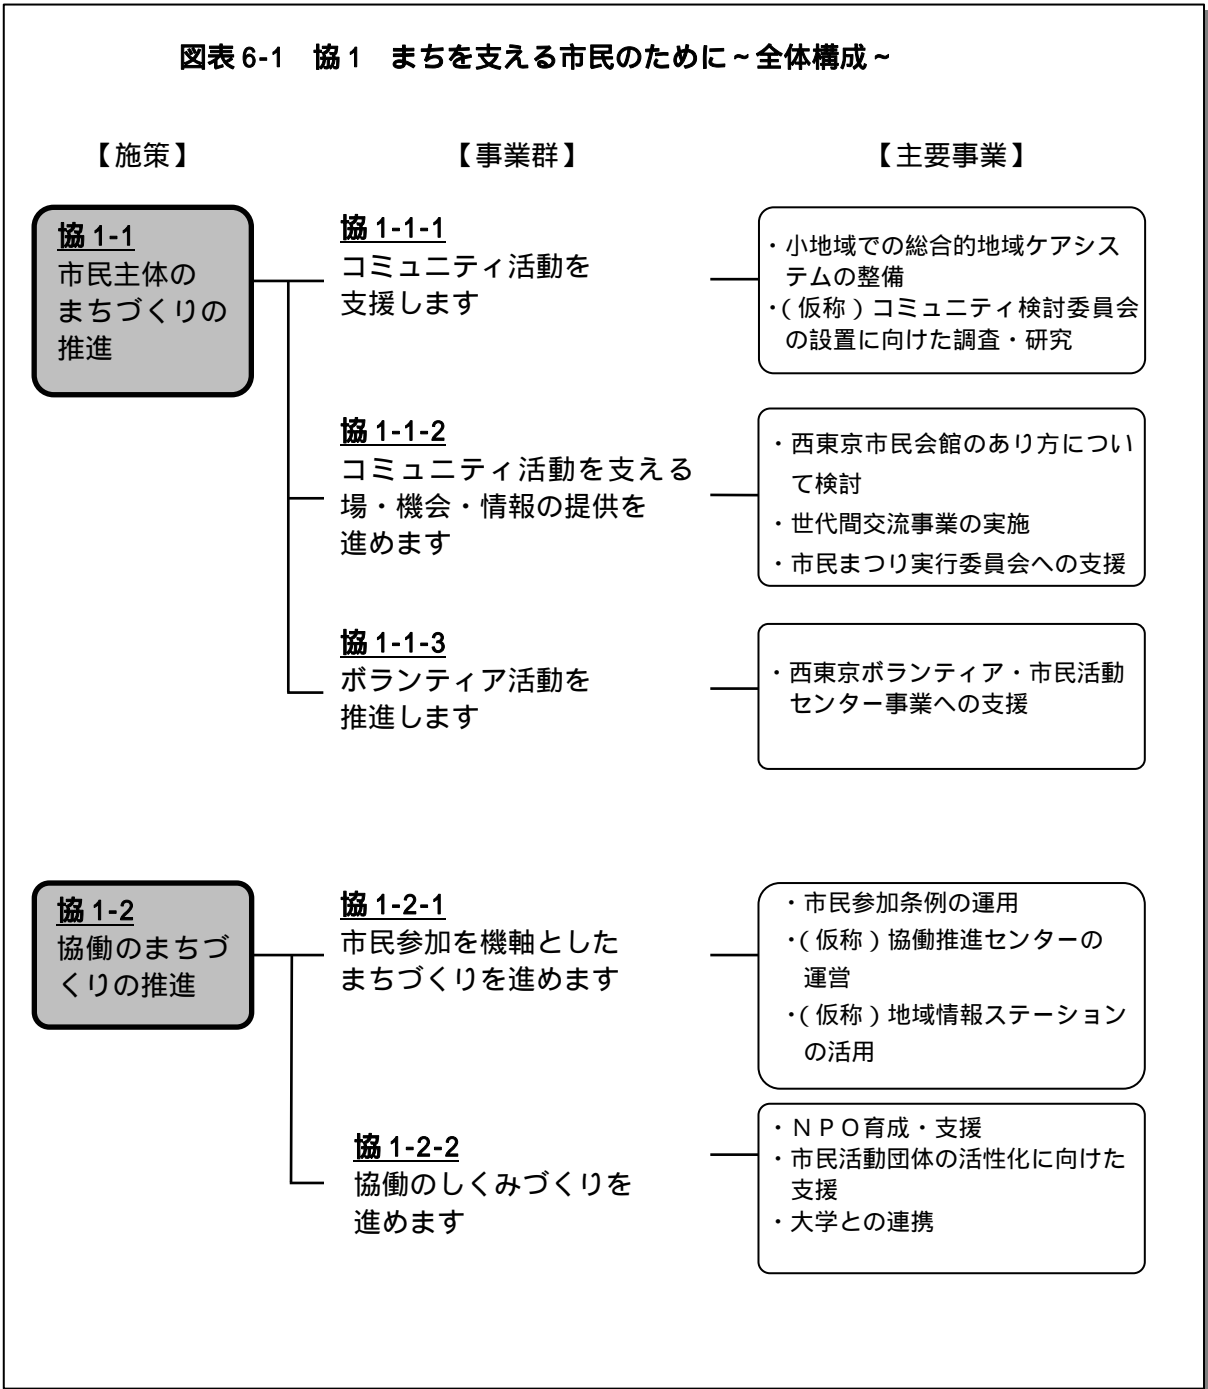 図表 6-1　協 1　まちを支える市民のために～全体構成～
【施策】
【事業群】
【主要事業】
協 1-1
市民主体の
まちづくりの
推進
協 1-1-1
コミュニティ活動を
支援します
・小地域での総合的地域ケアシス
テムの整備
・（仮称）コミュニティ検討委員会
の設置に向けた調査・研究
協 1-1-2
コミュニティ活動を支える
場・機会・情報の提供を
進めます
・西東京市民会館のあり方につい
て検討
・世代間交流事業の実施
・市民まつり実行委員会への支援
協 1-1-3
ボランティア活動を
推進します
・西東京ボランティア・市民活動
センター事業への支援
協 1-2
協働のまちづ
くりの推進
協 1-2-1
市民参加を機軸とした
まちづくりを進めます
・市民参加条例の運用
・（仮称）協働推進センターの
運営
・（仮称）地域情報ステーション
の活用
協 1-2-2
協働のしくみづくりを
進めます
・ＮＰＯ育成・支援
・市民活動団体の活性化に向けた
支援
・大学との連携